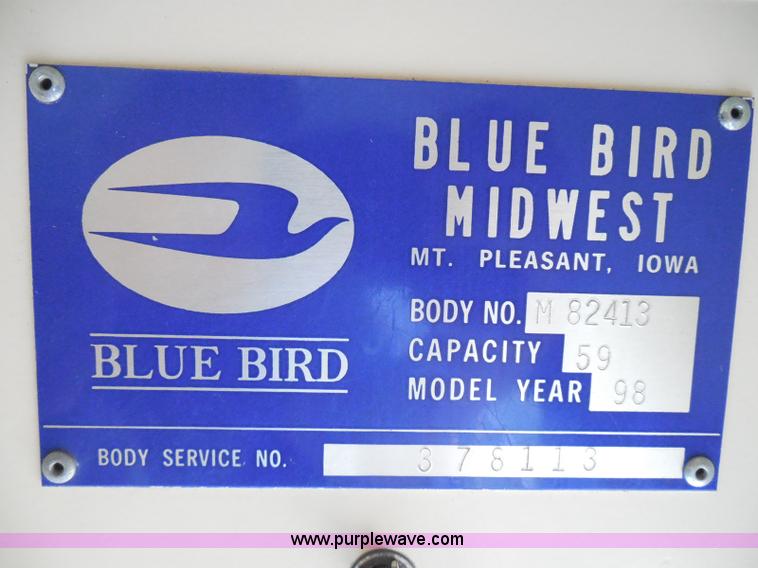 BLUE BIRD
MIDWEST
MT. PLEASANT, IOWA
BODY NO. M 82413
CAPACITY 59
MODEL YEAR 98
BLUE BIRD
BODY SERVICE NO. 378113
www.purplewave.com